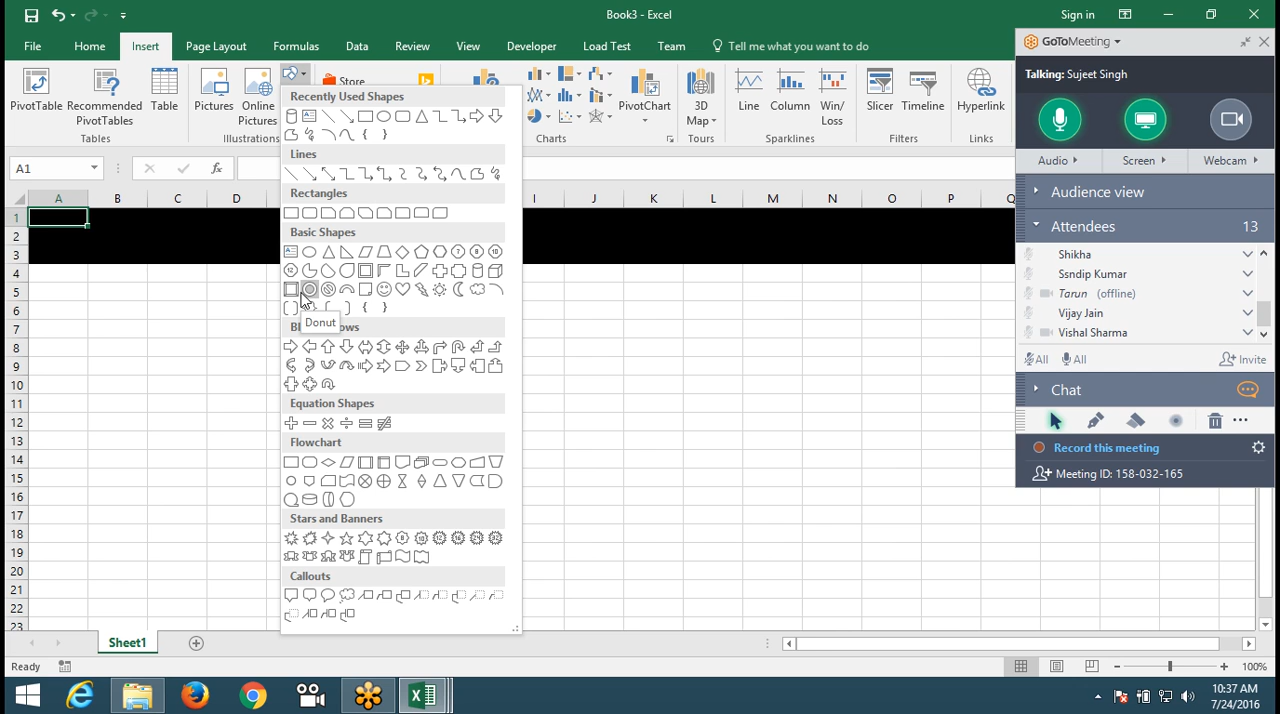 Book3 - Excel
Sign in
File Home Insert Page Layout Formulas Data Review View Developer Load Test Team Tell me what you want to do
GoToMeeting
Talking: Sujeet Singh
PivotTable Recommended PivotTables Table
Tables
Pictures Online Pictures
Illustrations
Store
PivotChart
Charts
3D Map
Tours
Line Column Win/Loss
Sparklines
Slicer Timeline
Filters
Hyperlink
Links
Audio Screen Webcam
A1
fx
A B C D I J K L M N O P Q
Recently Used Shapes
Lines
Rectangles
Basic Shapes
Donut
Equation Shapes
Flowchart
Stars and Banners
Callouts
1
2
3
4
5
6
7
8
9
10
11
12
13
14
15
16
17
18
19
20
21
22
23
Audience view
Attendees 13
Shikha
Ssndip Kumar
Tarun (offline)
Vijay Jain
Vishal Sharma
All All Invite
Chat
Record this meeting
Meeting ID: 158-032-165
Sheet1
Ready
100%
10:37 AM
7/24/2016